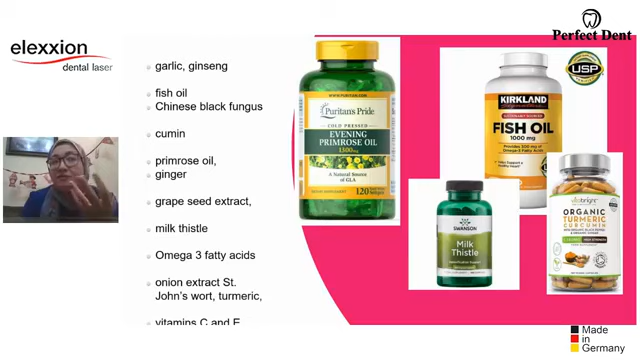 elexxion
dental laser
Perfect Dent
garlic, ginseng
fish oil
Chinese black fungus
cumin
primrose oil,
ginger
grape seed extract,
milk thistle
Omega 3 fatty acids
onion extract St.
John's wort, turmeric,
vitamins C and E
Puritan's Pride
COLD PRESSED
EVENING
PRIMROSE OIL
A Natural Source
of GLA
120
KIRKLAND
FISH OIL
1000 mg
USP
SWANSON
Milk
Thistle
ORGANIC
TURMERIC
CURCUMIN
Made
in
Germany